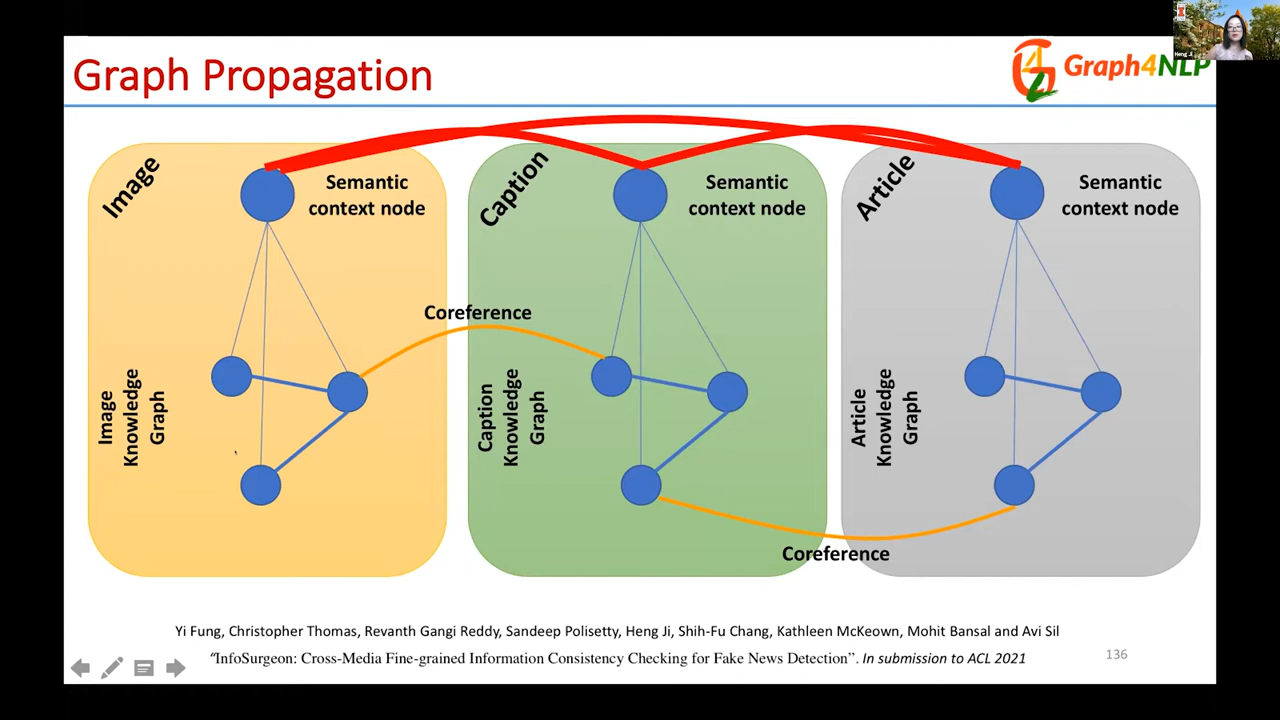 Graph Propagation
Graph4NLP
Heng Ji
Image
Semantic
context node
Caption
Semantic
context node
Article
Semantic
context node
Coreference
Image
Knowledge
Graph
Caption
Knowledge
Graph
Article
Knowledge
Graph
Coreference
Yi Fung, Christopher Thomas, Revanth Gangi Reddy, Sandeep Polisetty, Heng Ji, Shih-Fu Chang, Kathleen McKeown, Mohit Bansal and Avi Sil
“InfoSurgeon: Cross-Media Fine-grained Information Consistency Checking for Fake News Detection”. In submission to ACL 2021
136